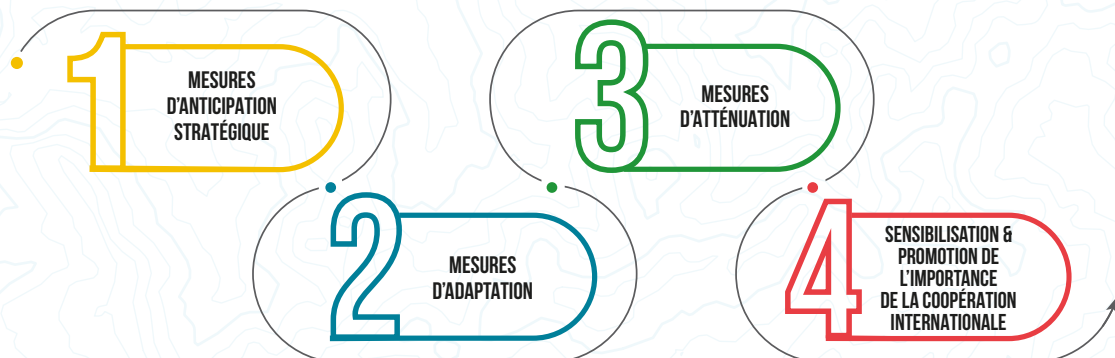 1
MESURES
D'ANTICIPATION
STRATÉGIQUE
2
MESURES
D'ADAPTATION
3
MESURES
D'ATTÉNUATION
4
SENSIBILISATION &
PROMOTION DE
L'IMPORTANCE
DE LA COOPÉRATION
INTERNATIONALE